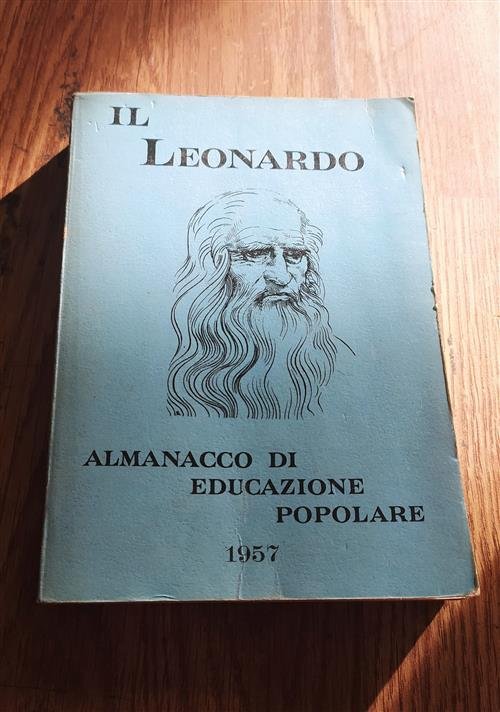 IL
LEONARDO
ALMANACCO DI
EDUCAZIONE
POPOLARE
1957